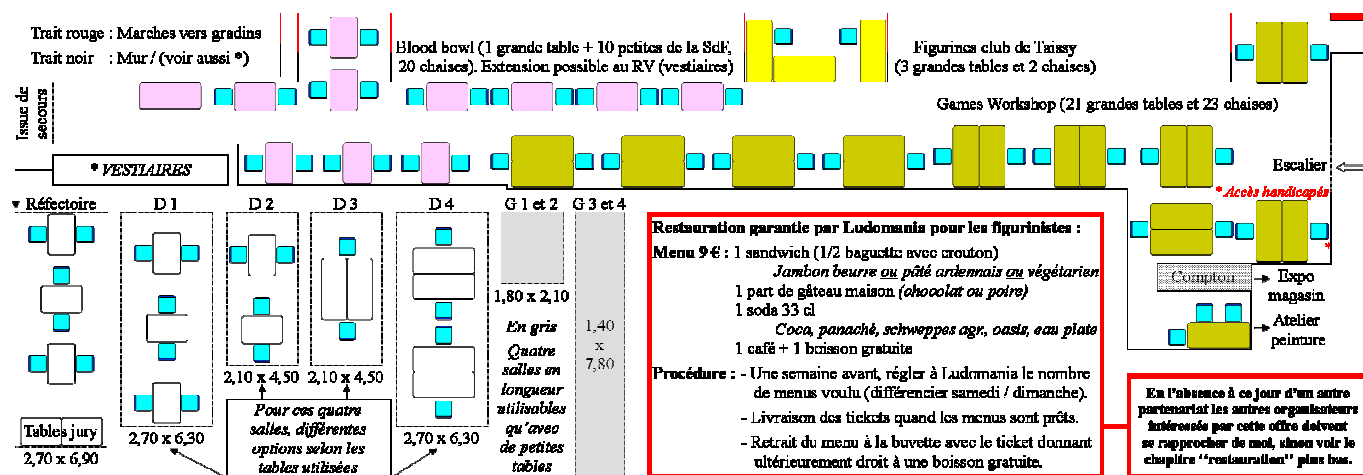 Trait rouge : Marches vers gradins
Trait noir : Mur / (voir aussi *)
Blood bowl (1 grande table + 10 petites de la SdF,
20 chaises). Extension possible au RV (vestiaires)
Figurines club de Taissy
(3 grandes tables et 2 chaises)
Games Workshop (21 grandes tables et 23 chaises)
Issue de
secours
* VESTIAIRES
Escalier
* Accès handicapés
*
Réfectoire
D 1
D 2
D 3
D 4
G 1 et 2
G 3 et 4
1,80 x 2,10
En gris
Quatre
salles en
longueur
utilisables
qu'avec
de petites
tables
1,40
x
7,80
2,10 x 4,50
2,10 x 4,50
Pour ces quatre
salles, différentes
options selon les
tables utilisées
Tables jury
2,70 x 6,90
2,70 x 6,30
2,70 x 6,30
Restauration garantie par Ludomania pour les figurinistes :
Menu 9 € : 1 sandwich (1/2 baguette avec crouton)
Jambon beurre ou pâté ardennais ou végétarien
1 part de gâteau maison (chocolat ou poire)
1 soda 33 cl
Coca, panaché, schweppes agr., oasis, eau plate
1 café + 1 boisson gratuite
Procédure : - Une semaine avant, régler à Ludomania le nombre
de menus voulu (différencier samedi / dimanche).
- Livraison des tickets quand les menus sont prêts.
- Retrait du menu à la buvette avec le ticket donnant
ultérieurement droit à une boisson gratuite.
Comptoir
Expo
magasin
Atelier
peinture
En l'absence à ce jour d'un autre
partenariat les autres organisateurs
intéressés par cette offre doivent
se rapprocher de moi, sinon voir le
chapitre "restauration" plus bas.